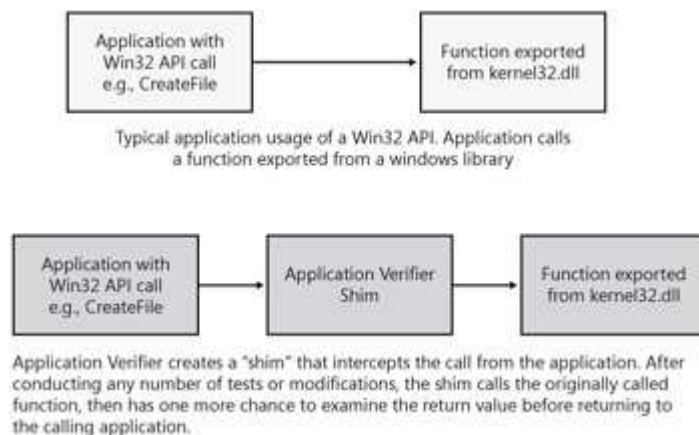 Application with
Win32 API call
e.g., CreateFile
Function exported
from kernel32.dll
Typical application usage of a Win32 API. Application calls
a function exported from a windows library
Application with
Win32 API call
e.g., CreateFile
Application Verifier
Shim
Function exported
from kernel32.dll
Application Verifier creates a "shim" that intercepts the call from the application. After
conducting any number of tests or modifications, the shim calls the originally called
function, then has one more chance to examine the return value before returning to
the calling application.